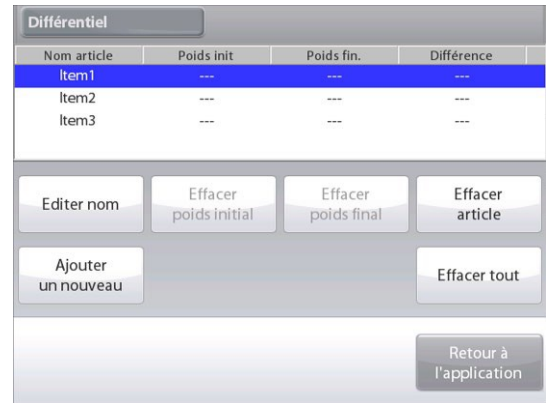 Différentiel
Nom article Poids init Poids fin. Différence
Item1 --- --- ---
Item2 --- --- ---
Item3 --- --- ---
Editer nom
Effacer
poids initial
Effacer
poids final
Effacer
article
Ajouter
un nouveau
Effacer tout
Retour à
l'application